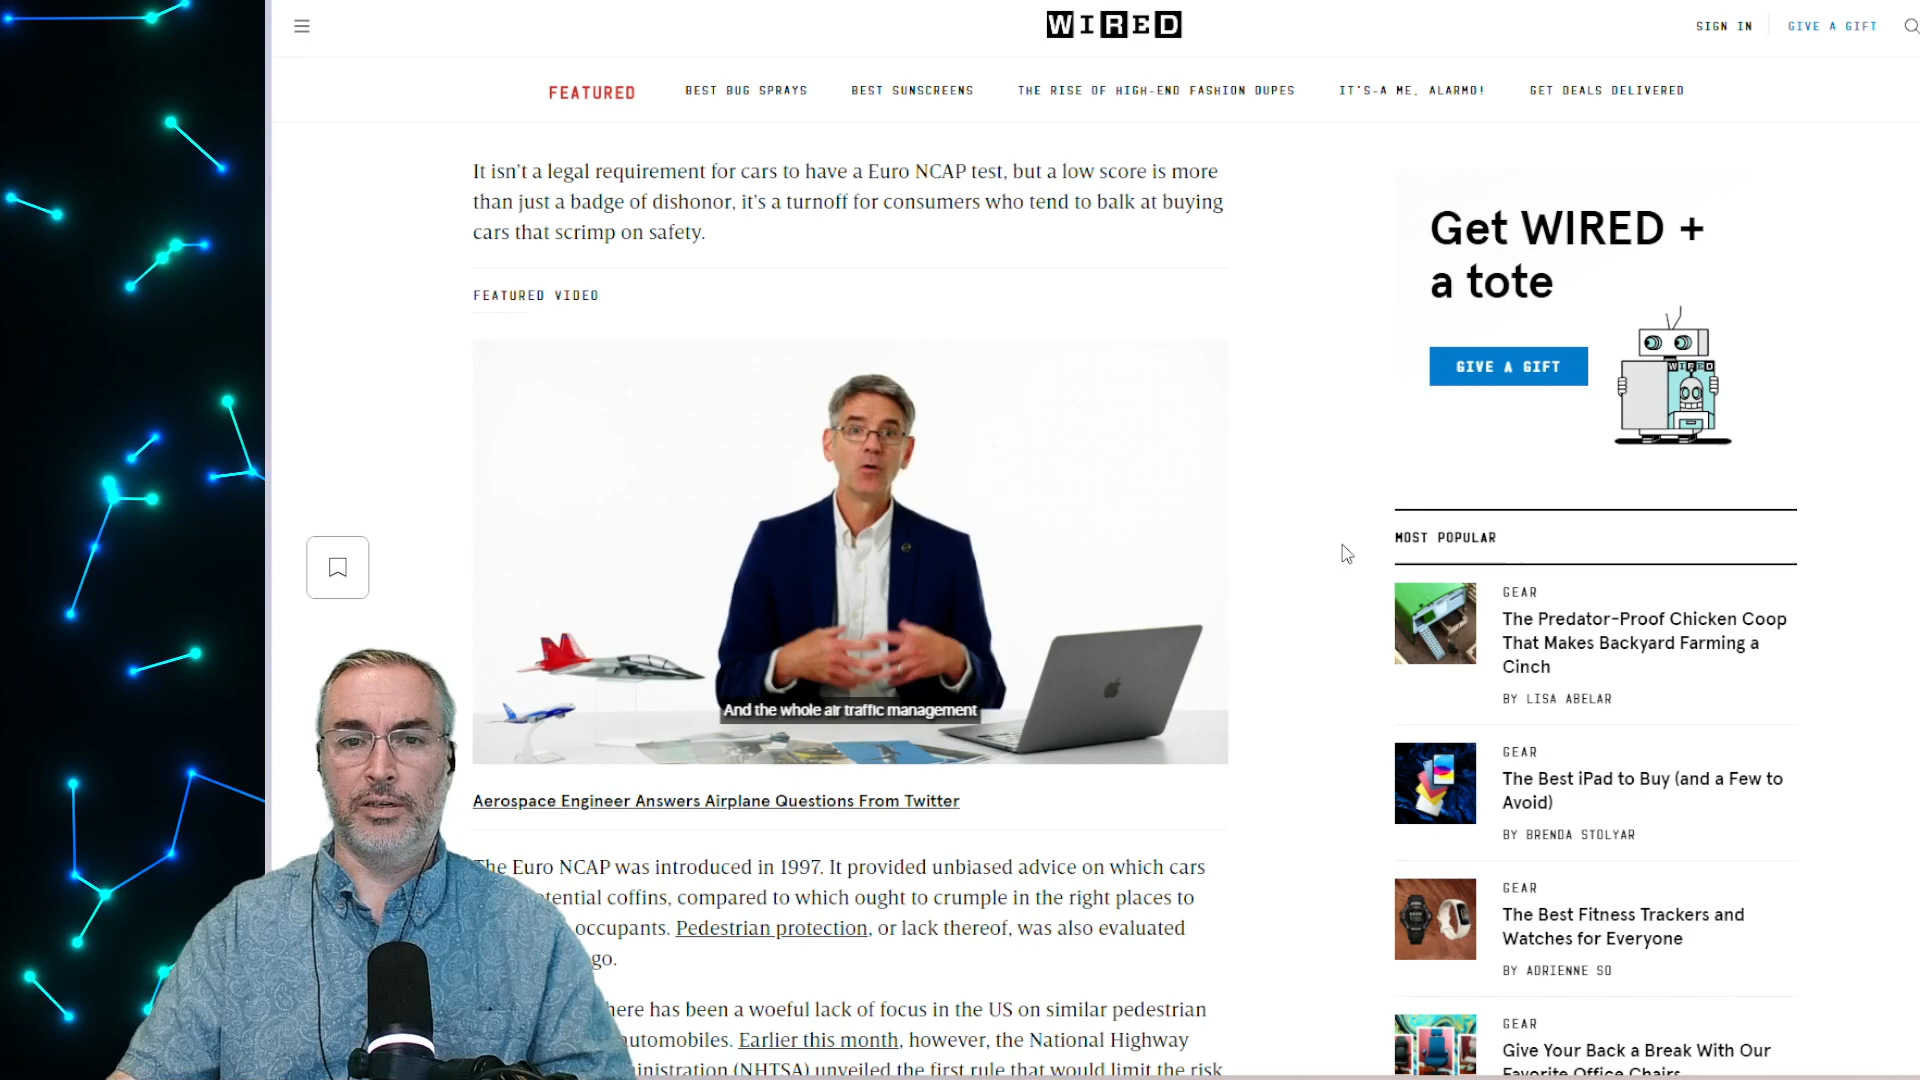 WIRED
SIGN IN
GIVE A GIFT
FEATURED
BEST BUG SPRAYS
BEST SUNSCREENS
THE RISE OF HIGH-END FASHION DUPES
IT'S-A ME, ALARMO!
GET DEALS DELIVERED
It isn't a legal requirement for cars to have a Euro NCAP test, but a low score is more
than just a badge of dishonor, it's a turnoff for consumers who tend to balk at buying
cars that scrimp on safety.
FEATURED VIDEO
And the whole air traffic management
Aerospace Engineer Answers Airplane Questions From Twitter
The Euro NCAP was introduced in 1997. It provided unbiased advice on which cars
compared to which ought to crumple in the right places to
occupants. Pedestrian protection, or lack thereof, was also evaluated
go.
there has been a woeful lack of focus in the US on similar pedestrian
automobiles. Earlier this month, however, the National Highway
(NHTSA) unveiled the first rule that would limit the risk
Get WIRED +
a tote
GIVE A GIFT
WIRED
MOST POPULAR
GEAR
The Predator-Proof Chicken Coop
That Makes Backyard Farming a
Cinch
BY LISA ABELAR
GEAR
The Best iPad to Buy (and a Few to
Avoid)
BY BRENDA STOLYAR
GEAR
The Best Fitness Trackers and
Watches for Everyone
BY ADRIENNE SO
GEAR
Give Your Back a Break With Our
Favorite Office Chairs